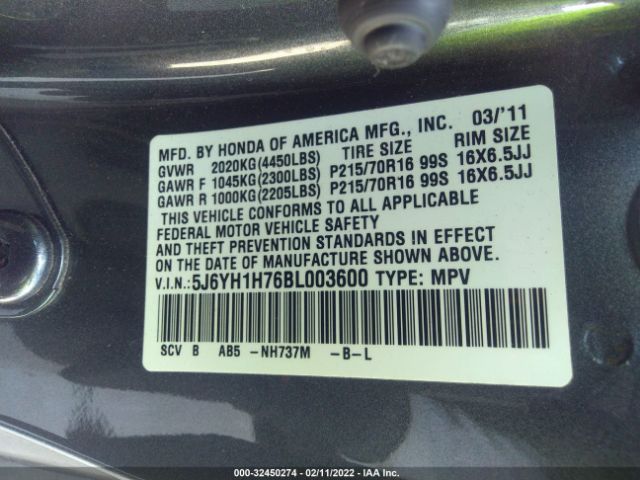 MFD. BY HONDA OF AMERICA MFG., INC. 03/'11
GVWR 2020KG(4450LBS) TIRE SIZE RIM SIZE
GAWR F 1045KG(2300LBS) P215/70R16 99S 16X6.5JJ
GAWR R 1000KG(2205LBS) P215/70R16 99S 16X6.5JJ
THIS VEHICLE CONFORMS TO ALL APPLICABLE
FEDERAL MOTOR VEHICLE SAFETY
AND THEFT PREVENTION STANDARDS IN EFFECT
ON THE DATE OF MANUFACTURE SHOWN ABOVE.
V.I.N.:5J6YH1H76BL003600 TYPE: MPV
SCV B AB5 -NH737M -B-L
000-32450274 - 02/11/2022 - IAA Inc.